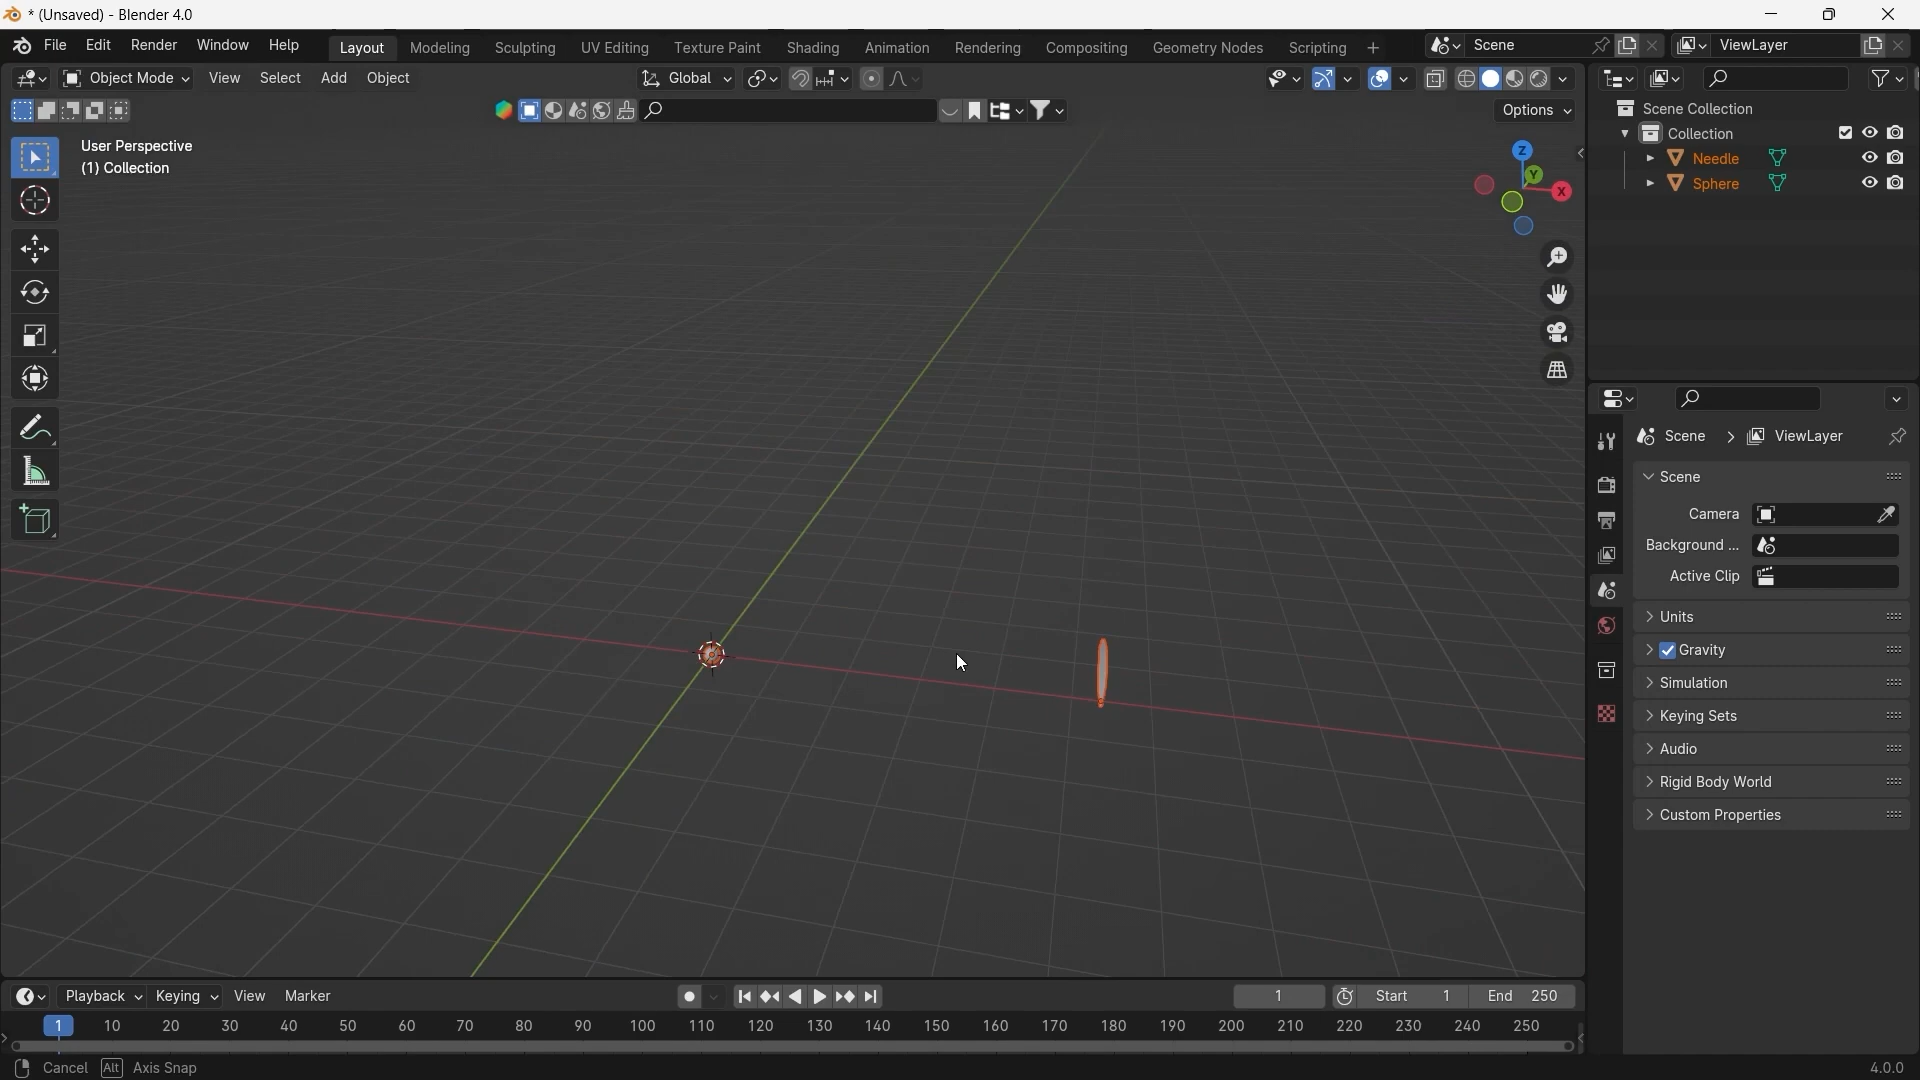 * (Unsaved) - Blender 4.0
File Edit Render Window Help Layout Modeling Sculpting UV Editing Texture Paint Shading Animation Rendering Compositing Geometry Nodes Scripting + Scene ViewLayer
Object Mode View Select Add Object Global
Options
User Perspective
(1) Collection
Z
Y
X
Scene Collection
Collection
Needle
Sphere
Scene > ViewLayer
Scene
Camera
Background ...
Active Clip
Units
Gravity
Simulation
Keying Sets
Audio
Rigid Body World
Custom Properties
Playback Keying View Marker 1 Start 1 End 250
1 10 20 30 40 50 60 70 80 90 100 110 120 130 140 150 160 170 180 190 200 210 220 230 240 250
Cancel Alt Axis Snap 4.0.0